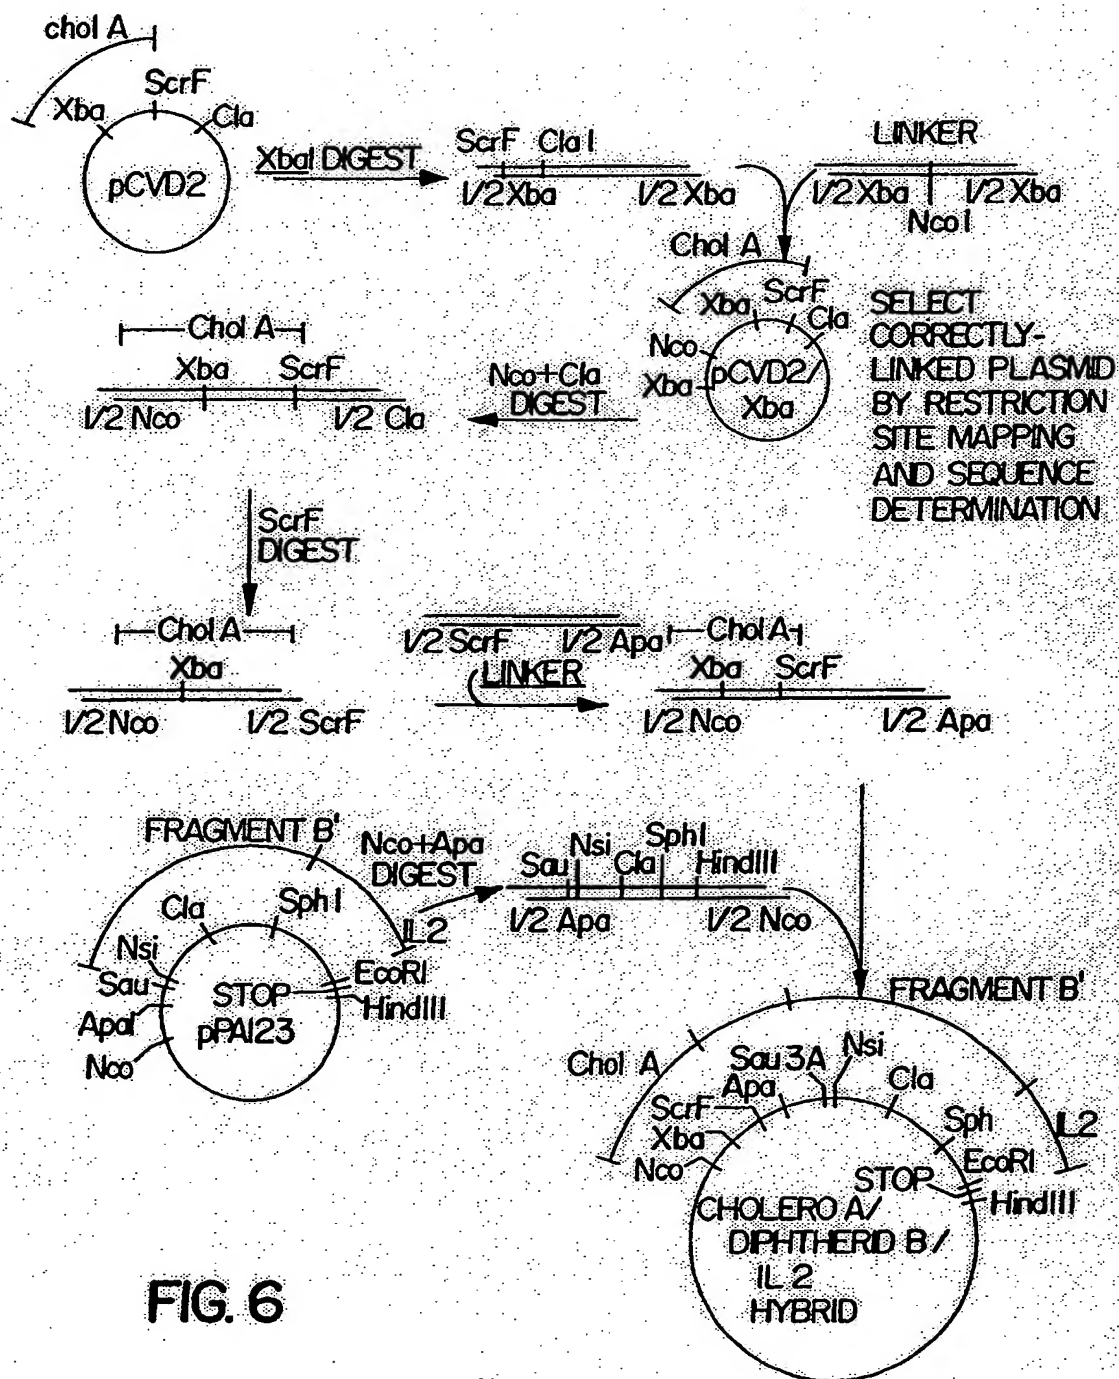 chol A
ScrF
Xba
Cla
pCVD2
XbaI DIGEST
ScrF ClaI
1/2 Xba 1/2 Xba
LINKER
1/2 Xba 1/2 Xba
NcoI
Chol A
Xba ScrF
Cla
Nco
Xba
pCVD2/
Xba
SELECT
CORRECTLY-
LINKED PLASMID
BY RESTRICTION
SITE MAPPING
AND SEQUENCE
DETERMINATION
Nco+Cla
DIGEST
Chol A
Xba ScrF
1/2 Nco 1/2 Cla
ScrF
DIGEST
Chol A
Xba
1/2 Nco 1/2 ScrF
1/2 ScrF 1/2 Apa
LINKER
Chol A
Xba ScrF
1/2 Nco 1/2 Apa
FRAGMENT B'
Cla SphI
IL2
Nsi
Sau
ApaI
Nco
STOP
EcoRI
HindIII
pPA123
Nco+Apa
DIGEST
Sau Nsi Cla SphI HindIII
1/2 Apa 1/2 Nco
FRAGMENT B'
Chol A
Sau 3A Nsi
Apa Cla
ScrF
Xba
Nco
Sph
IL2
EcoRI
STOP
HindIII
CHOLERO A/
DIPHTHERID B/
IL 2
HYBRID
FIG. 6